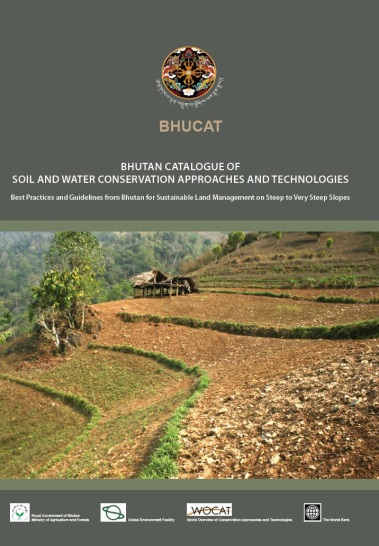 BHUCAT
BHUTAN CATALOGUE OF
SOIL AND WATER CONSERVATION APPROACHES AND TECHNOLOGIES
Best Practices and Guidelines from Bhutan for Sustainable Land Management on Steep to Very Steep Slopes
Royal Government of Bhutan
Ministry of Agriculture and Forests
Global Environment Facility
WOCAT
World Overview of Conservation Approaches and Technologies
The World Bank